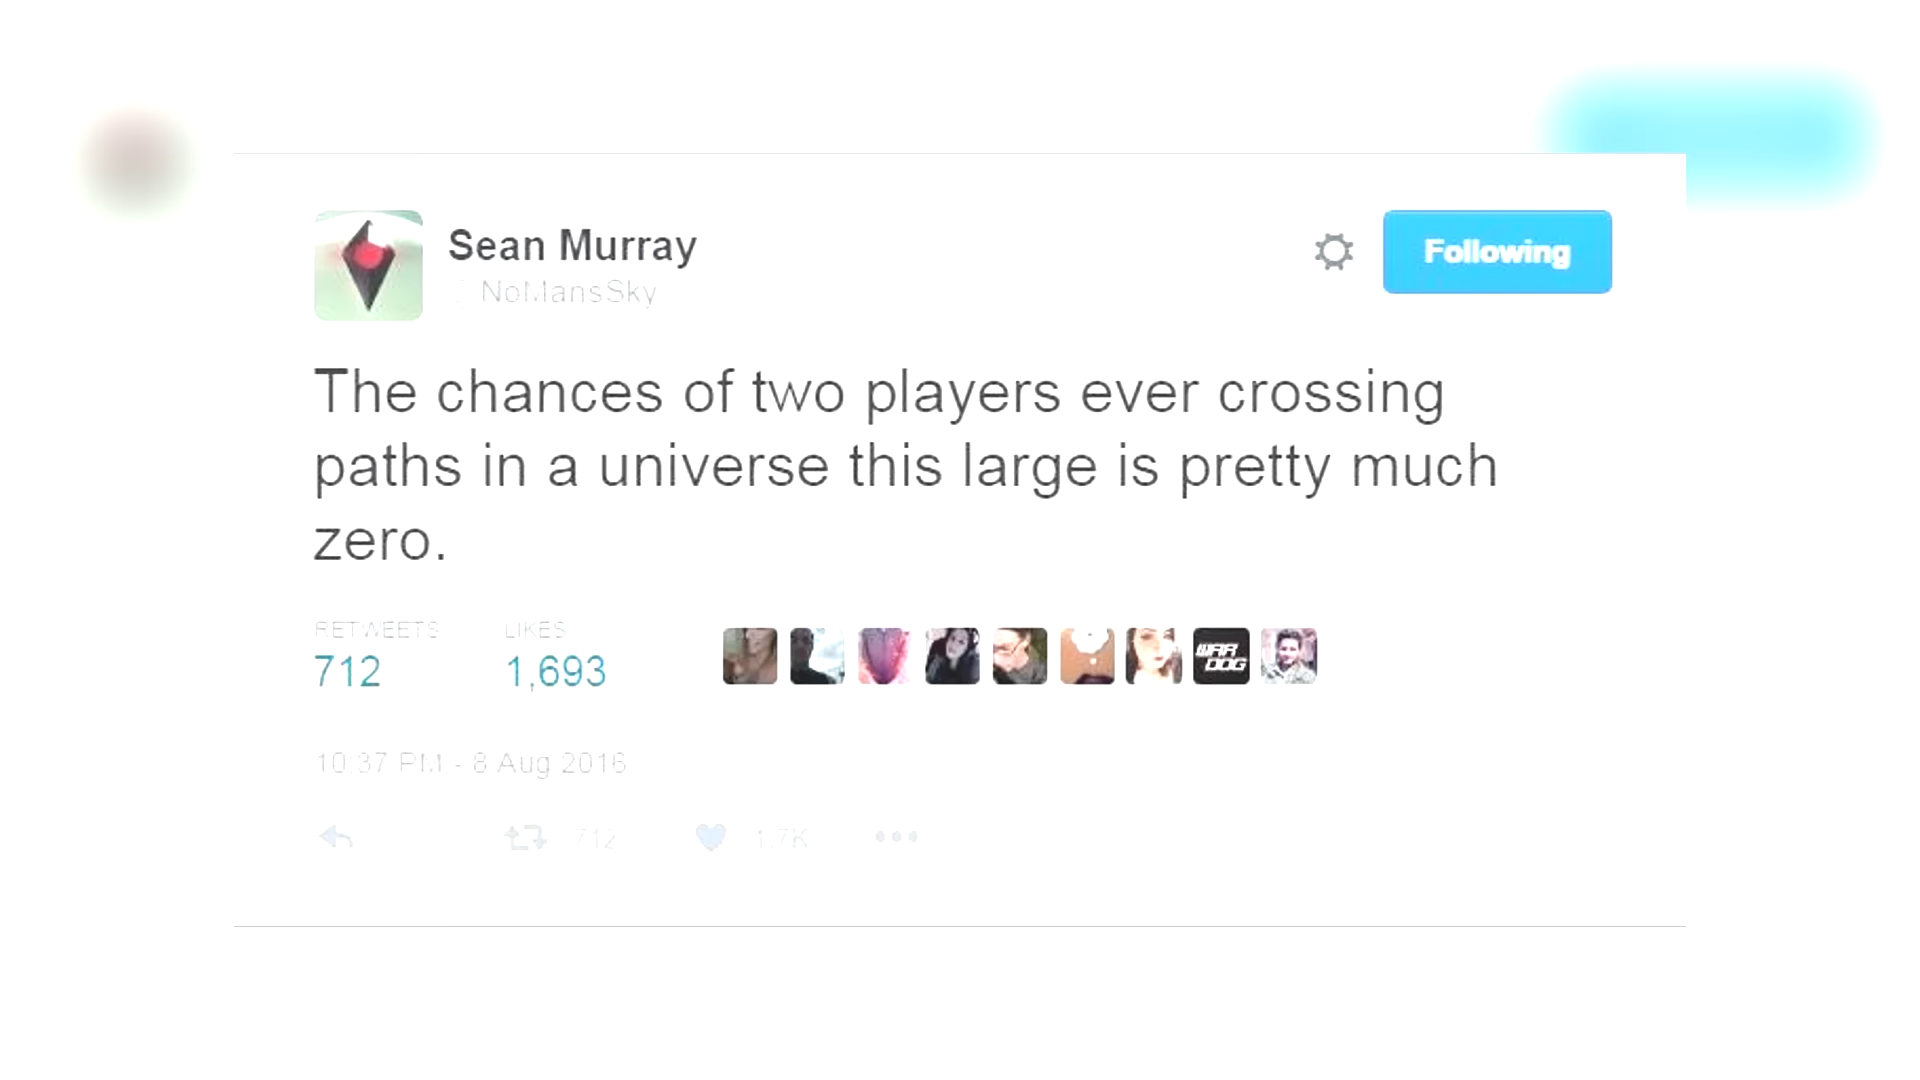 Sean Murray
NoMansSky
Following
The chances of two players ever crossing
paths in a universe this large is pretty much
zero.
RETWEETS LIKES
712 1,693
WAR
DOG
10:37 PM - 8 Aug 2016
712 1.7K